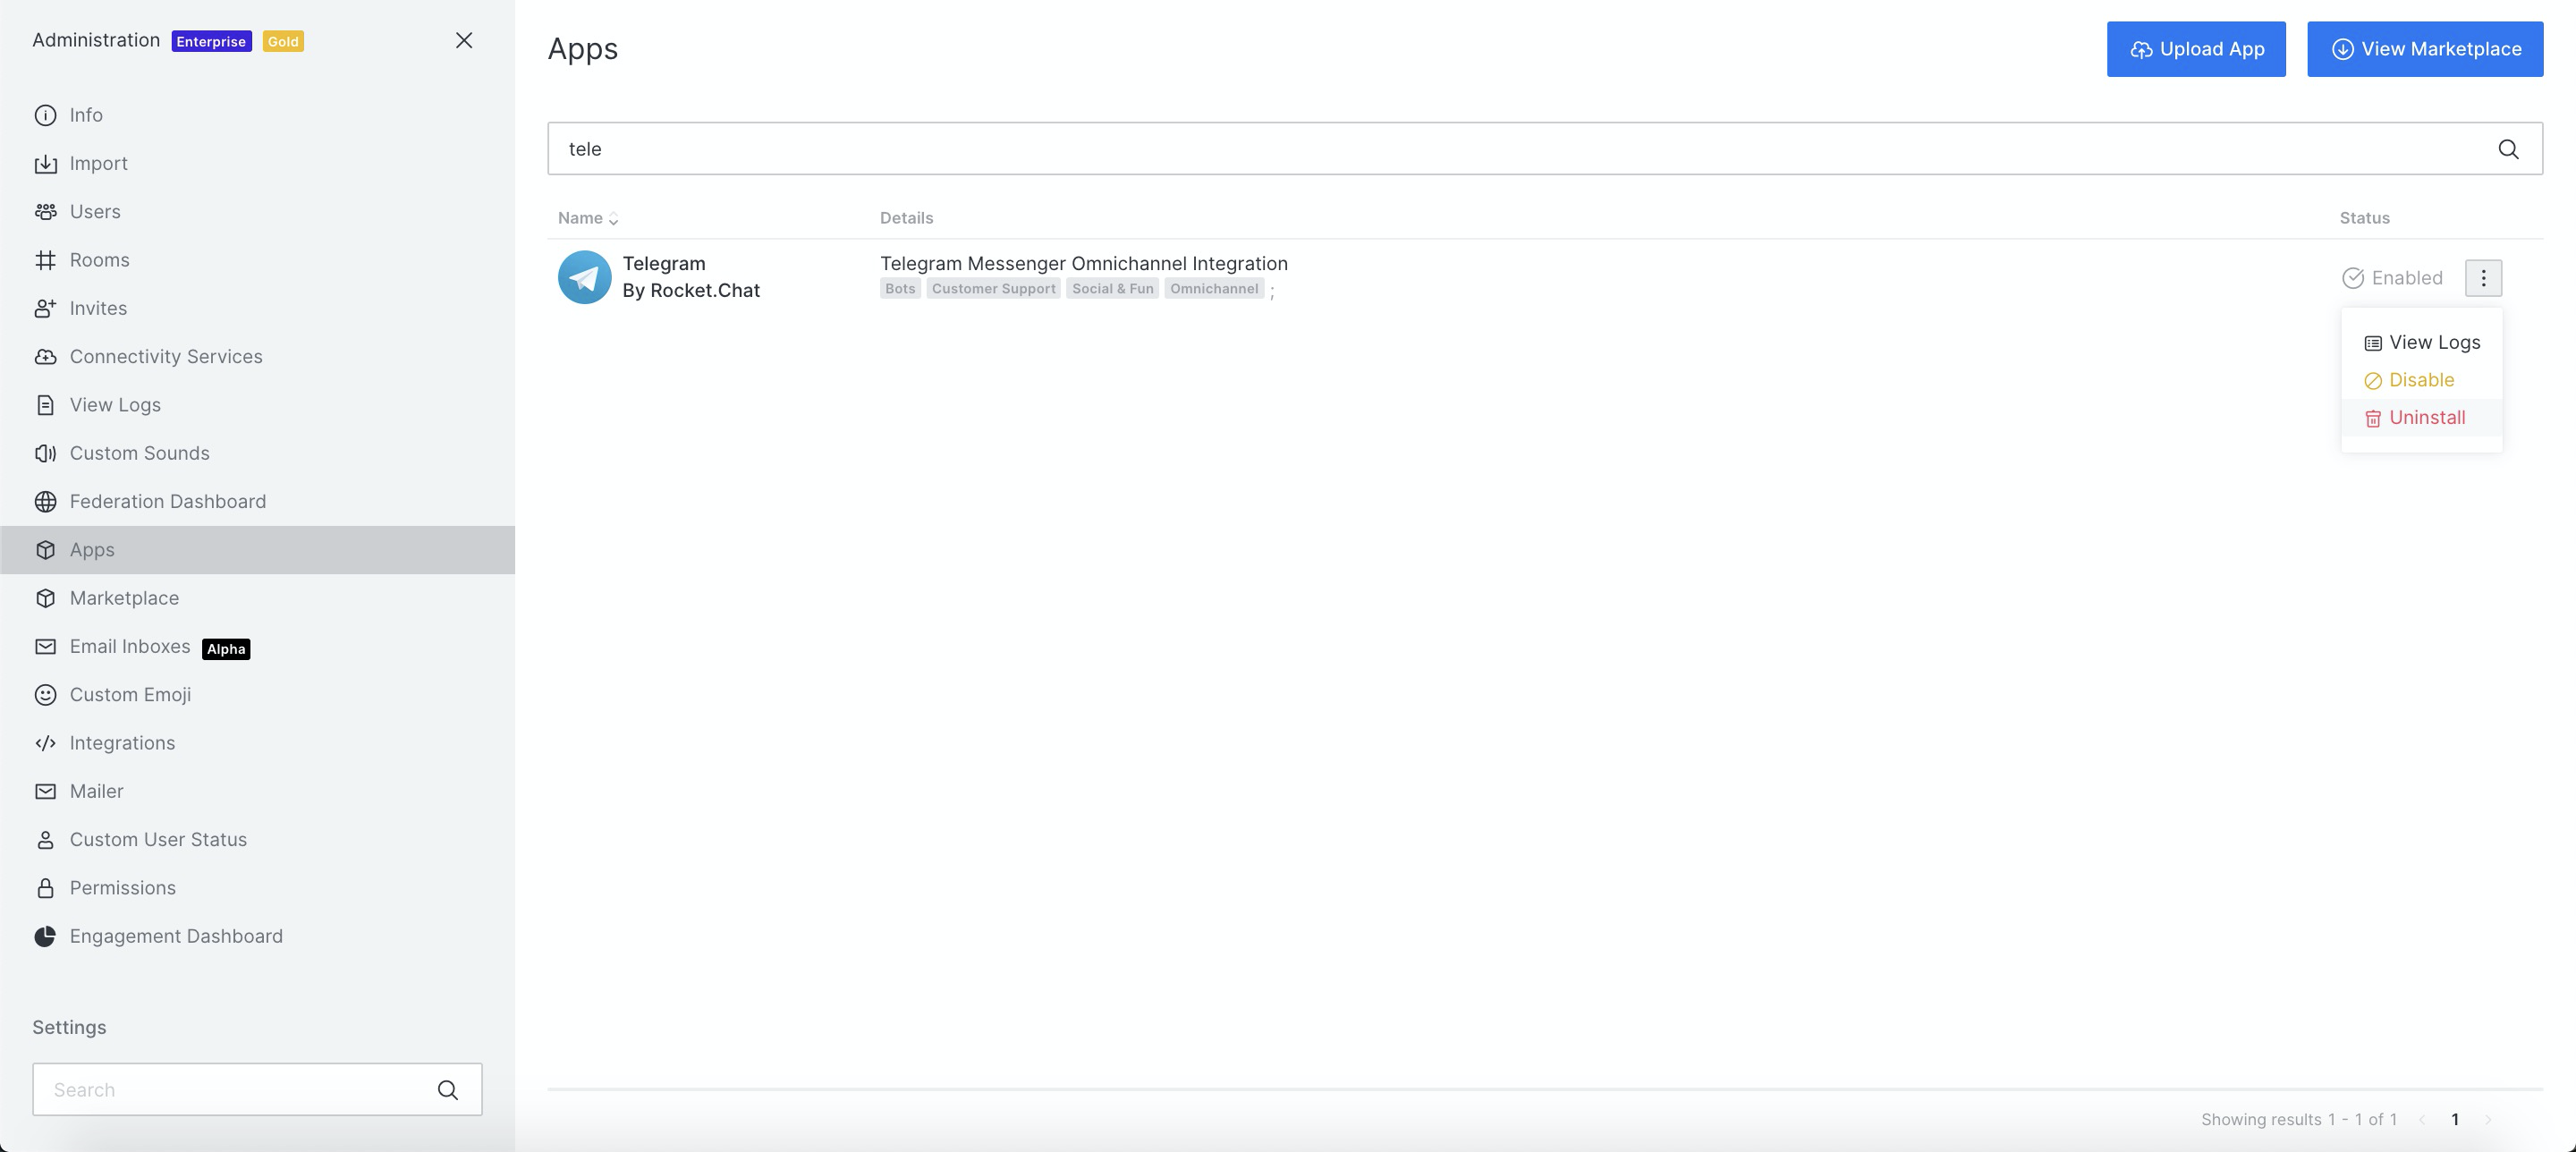 Administration Enterprise Gold
Info
Import
Users
Rooms
Invites
Connectivity Services
View Logs
Custom Sounds
Federation Dashboard
Apps
Marketplace
Email Inboxes Alpha
Custom Emoji
Integrations
Mailer
Custom User Status
Permissions
Engagement Dashboard
Settings
Search
Apps
Upload App
View Marketplace
tele
Name Details Status
Telegram
By Rocket.Chat
Telegram Messenger Omnichannel Integration
Bots Customer Support Social & Fun Omnichannel ;
Enabled
View Logs
Disable
Uninstall
Showing results 1 - 1 of 1 1